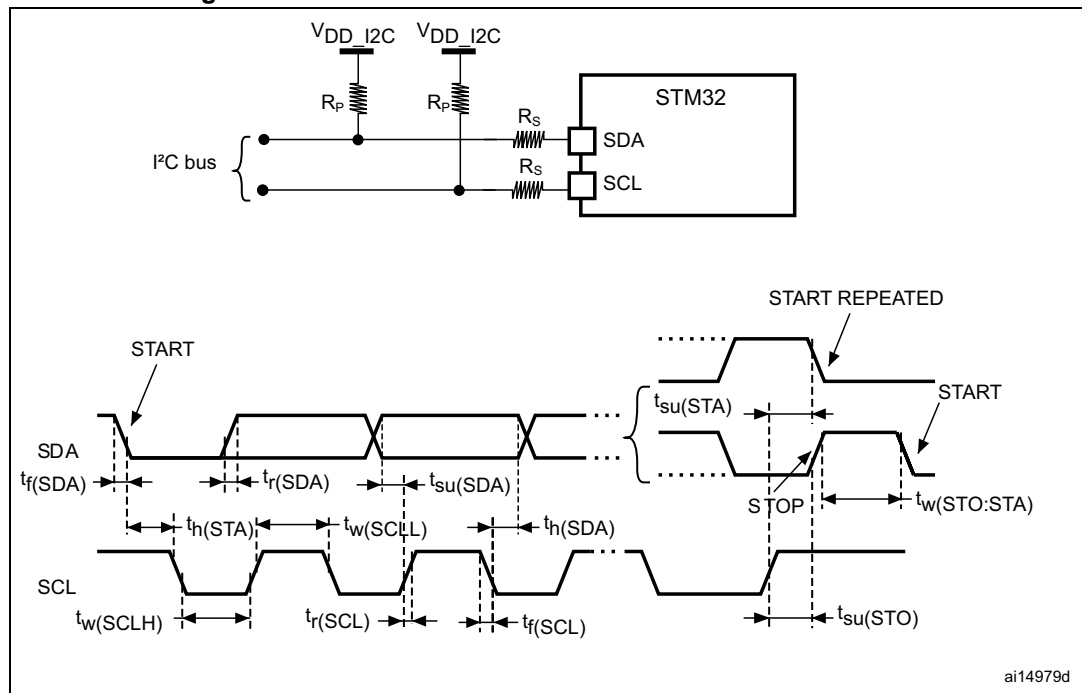 VDD_I2C VDD_I2C
STM32
RP RP RS
SDA
I²C bus
RS
SCL
START REPEATED
START
tsu(STA)
START
SDA
tf(SDA) tr(SDA) tsu(SDA)
STOP
tw(STO:STA)
th(STA) tw(SCLL) th(SDA)
SCL
tw(SCLH) tr(SCL) tf(SCL) tsu(STO)
ai14979d